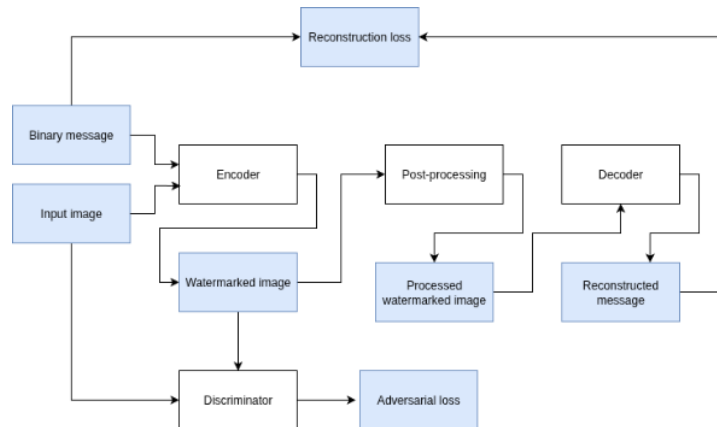 Reconstruction loss
Binary message
Encoder
Post-processing
Decoder
Input image
Watermarked image
Processed
watermarked image
Reconstructed
message
Discriminator
Adversarial loss